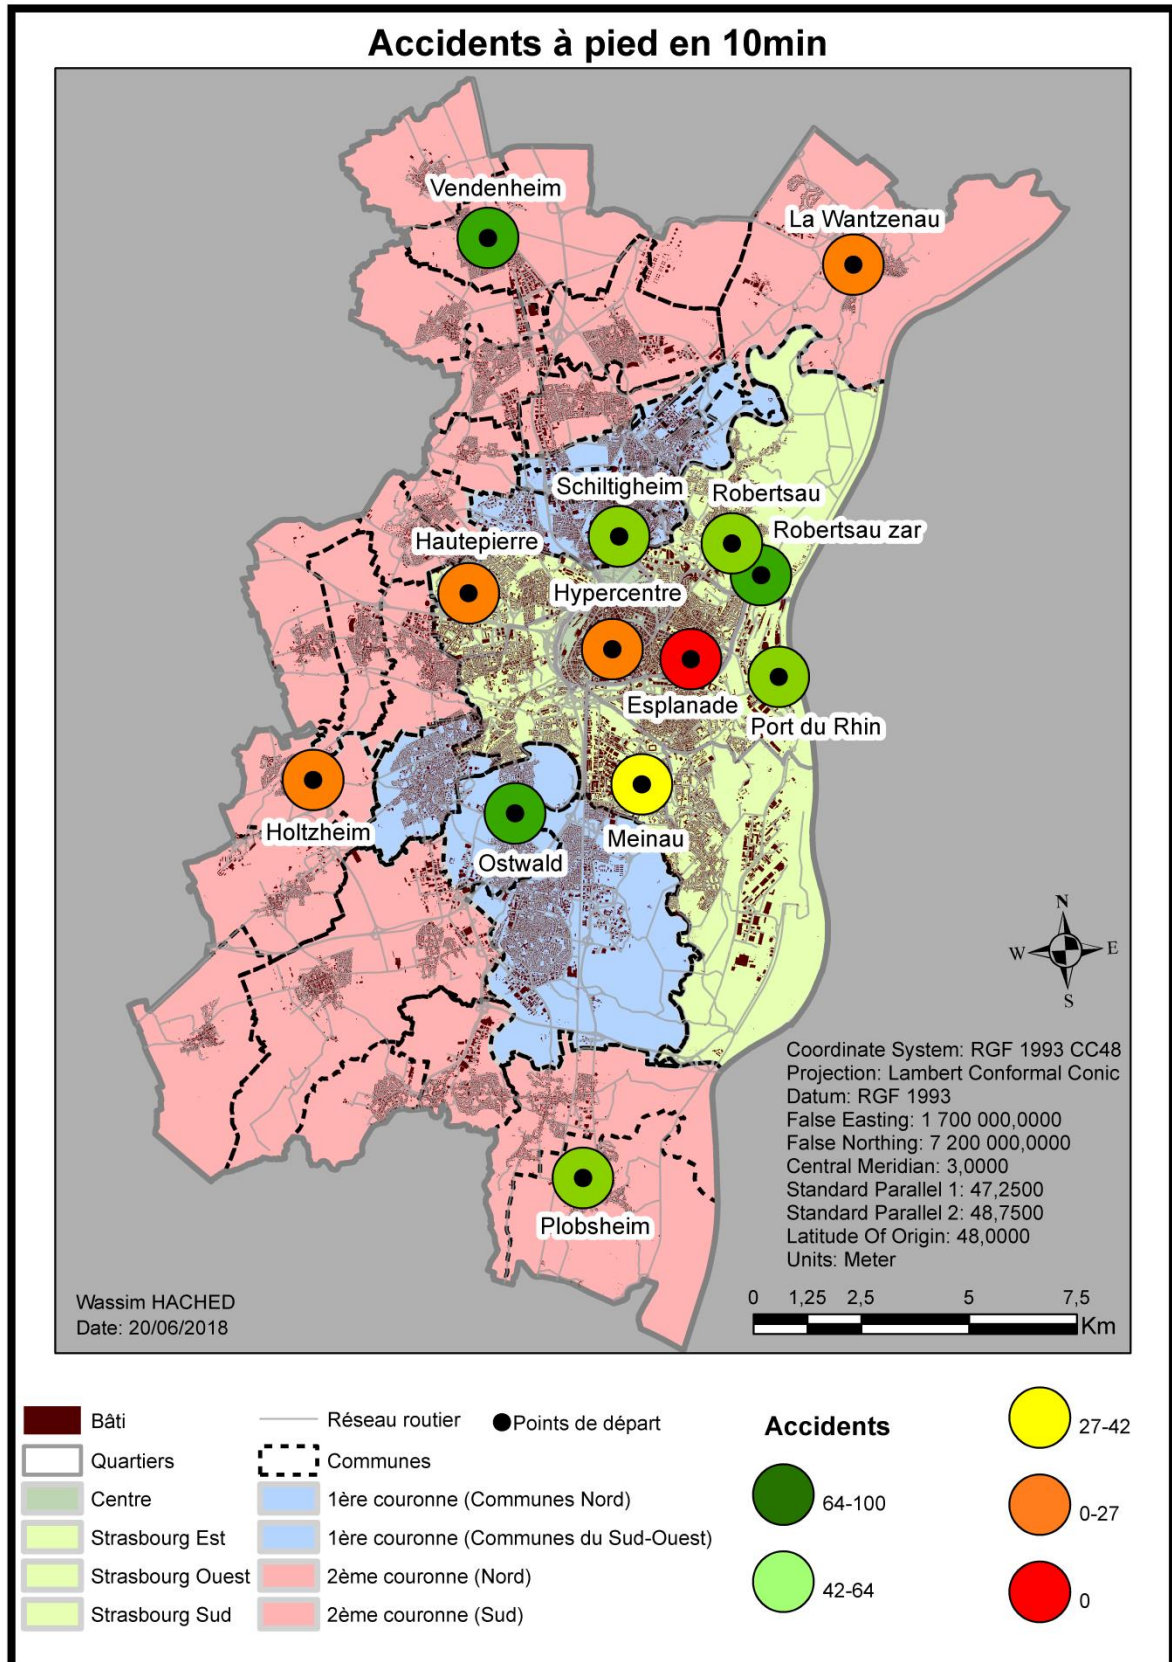 Accidents à pied en 10min
Vendenheim
La Wantzenau
Schiltigheim
Robertsau
Robertsau zar
Hautepierre
Hypercentre
Esplanade
Port du Rhin
Holtzheim
Ostwald
Meinau
Plobsheim
N
W
E
S
Coordinate System: RGF 1993 CC48
Projection: Lambert Conformal Conic
Datum: RGF 1993
False Easting: 1 700 000,0000
False Northing: 7 200 000,0000
Central Meridian: 3,0000
Standard Parallel 1: 47,2500
Standard Parallel 2: 48,7500
Latitude Of Origin: 48,0000
Units: Meter
0 1,25 2,5 5 7,5
Km
Wassim HACHED
Date: 20/06/2018
Bâti
Quartiers
Centre
Strasbourg Est
Strasbourg Ouest
Strasbourg Sud
Réseau routier
Communes
1ère couronne (Communes Nord)
1ère couronne (Communes du Sud-Ouest)
2ème couronne (Nord)
2ème couronne (Sud)
Points de départ
Accidents
64-100
42-64
27-42
0-27
0